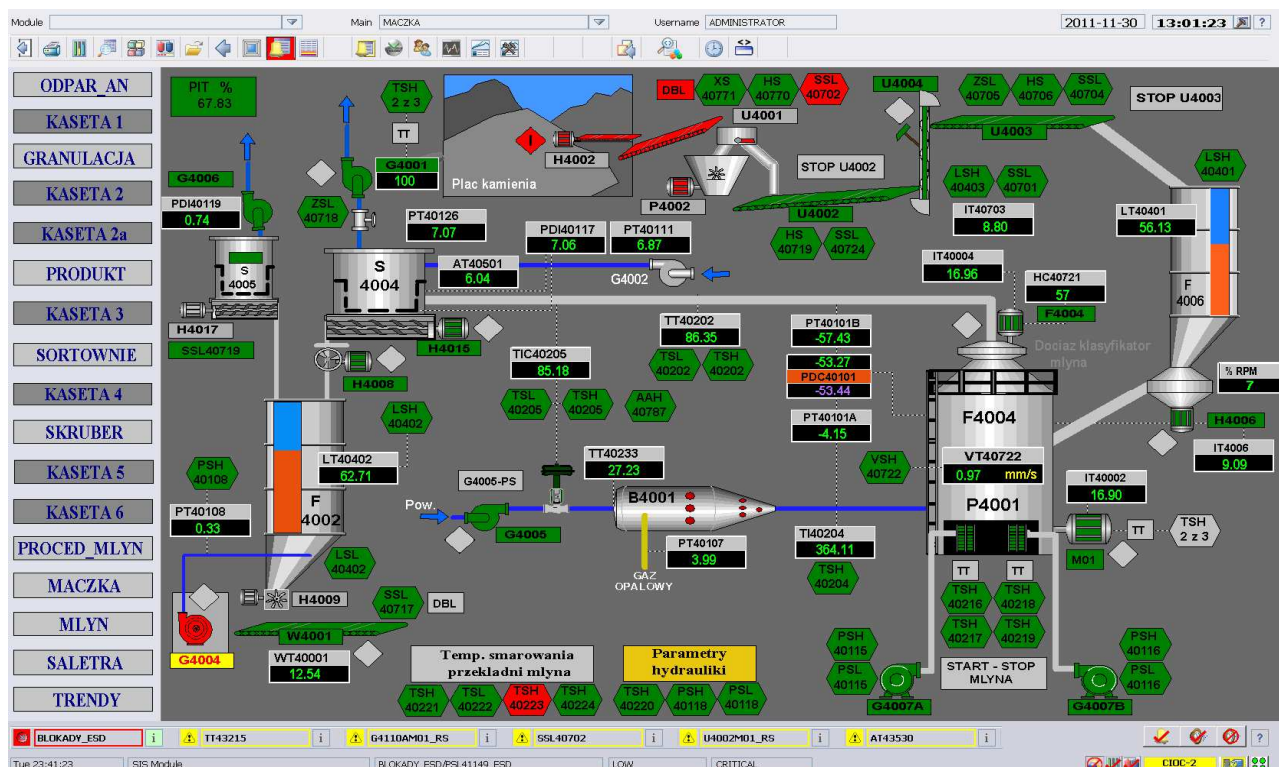 Module
Main MACZKA
Username ADMINISTRATOR
2011-11-30 13:01:23 ?
ODPAR_AN
KASETA 1
GRANULACJA
KASETA 2
KASETA 2a
PRODUKT
KASETA 3
SORTOWNIE
KASETA 4
SKRUBER
KASETA 5
KASETA 6
PROCED_MLYN
MACZKA
MLYN
SALETRA
TRENDY
PIT %
67.83
TSH
2 z 3
TT
G4001
100
G4006
PDI40119
0.74
ZSL
40718
PT40126
7.07
S
4005
H4017
SSL40719
S
4004
AT40501
6.04
H4015
H4008
Plac kamienia
I
H4002
DBL
XS
40771
HS
40770
SSL
40702
U4001
P4002
STOP U4002
U4002
HS
40719
SSL
40724
U4004
ZSL
40705
HS
40706
SSL
40704
STOP U4003
U4003
LSH
40403
SSL
40701
IT40703
8.80
LSH
40401
LT40401
56.13
F
4006
PDI40117
7.06
PT40111
6.87
G4002
IT40004
16.96
HC40721
57
F4004
Dociaz klasyfikator
mlyna
TT40202
86.35
TSL
40202
TSH
40202
PT40101B
-57.43
-53.27
PDC40101
-53.44
PT40101A
-4.15
TIC40205
85.18
TSL
40205
TSH
40205
AAH
40787
% RPM
7
H4006
IT4006
9.09
LSH
40402
LT40402
62.71
F
4002
PSH
40108
PT40108
0.33
LSL
40402
H4009
SSL
40717
DBL
W4001
WT40001
12.54
G4004
Pow.
G4005-PS
G4005
TT40233
27.23
B4001
PT40107
3.99
GAZ
OPALOWY
VSH
40722
TI40204
364.11
TSH
40204
F4004
VT40722
0.97 mm/s
P4001
IT40002
16.90
M01
TT
TSH
2 z 3
TT
TT
TSH
40216
TSH
40218
TSH
40217
TSH
40219
PSH
40115
PSL
40115
G4007A
START - STOP
MLYNA
PSH
40116
PSL
40116
G4007B
Temp. smarowania
przekladni mlyna
TSH
40221
TSL
40222
TSH
40223
TSH
40224
Parametry
hydrauliki
TSH
40220
PSH
40118
PSL
40118
BLOKADY_ESD i
TT43215 i
G4110AM01_RS i
SSL40702 i
U4002M01_RS i
AT43530 i
?
Tue 23:41:23
SIS Module
BLOKADY_ESD/PSL41149_ESD
LOW
CRITICAL
CIOC-2